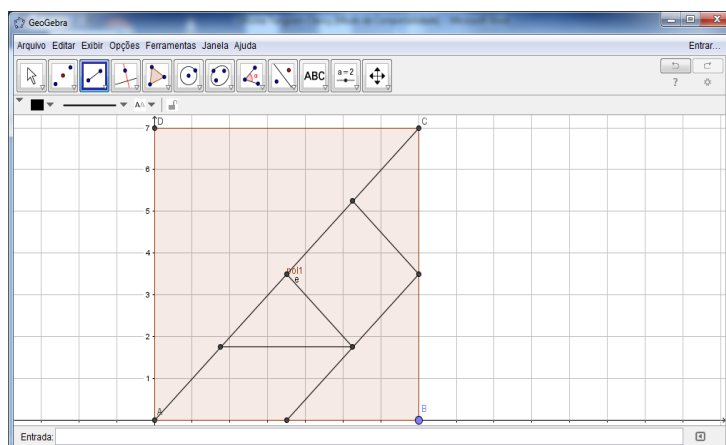 GeoGebra
Arquivo Editar Exibir Opções Ferramentas Janela Ajuda
Entrar...
ABC
a=2
α
?
AA
7
D
C
6
5
4
pol1
e
3
2
1
A
B
Entrada: